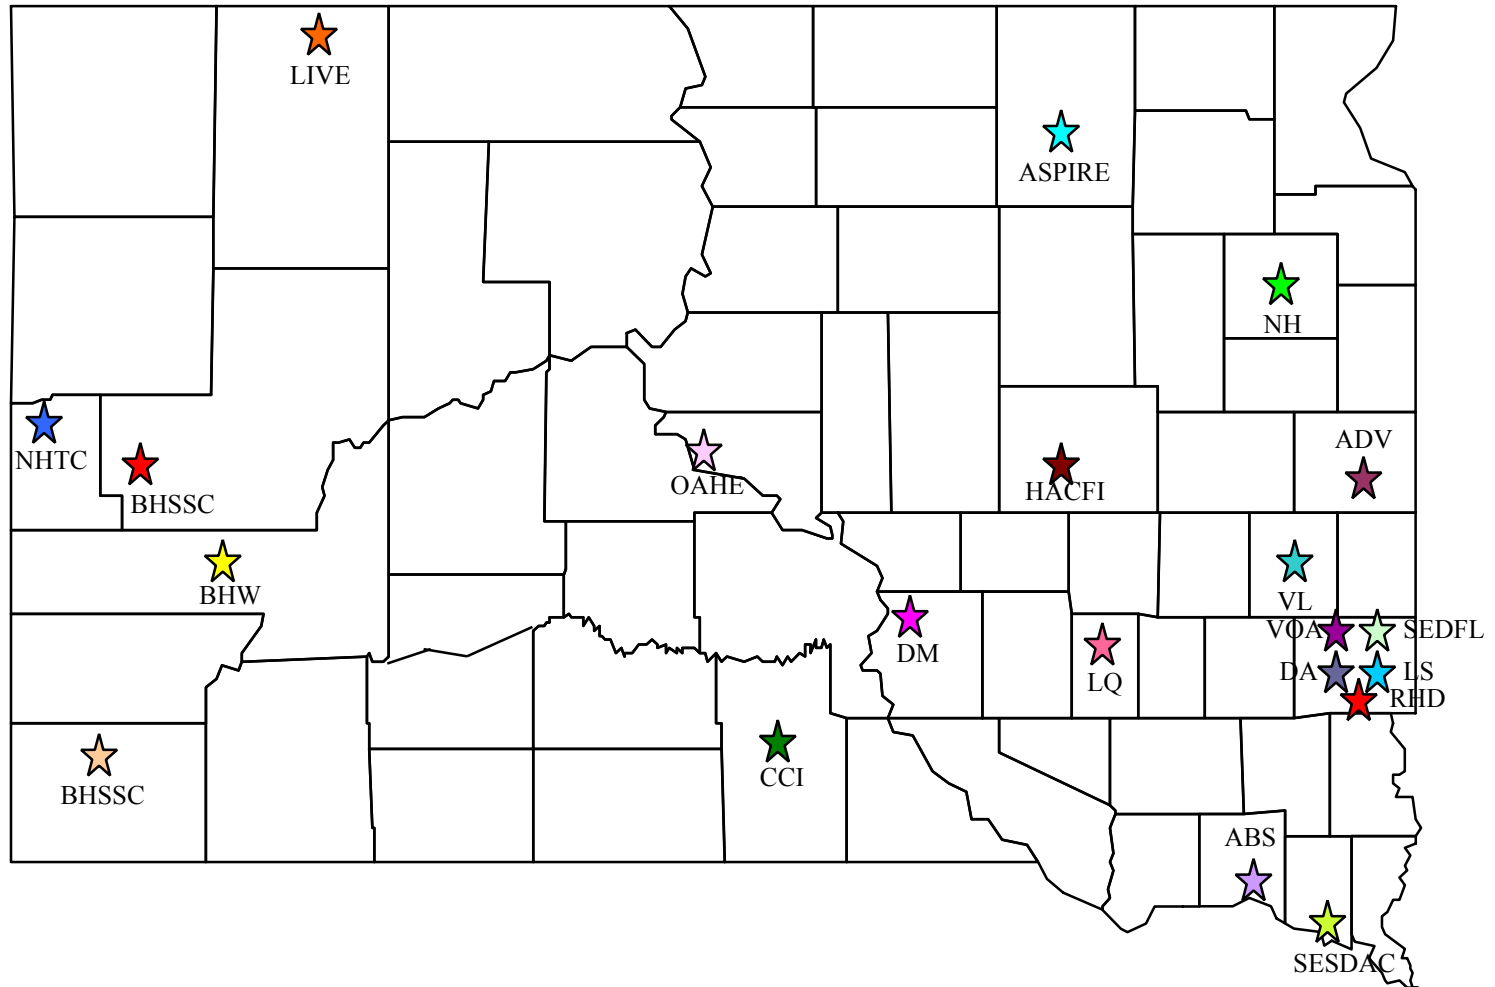 LIVE
ASPIRE
NH
NHTC
BHSSC
OAHE
HACFI
ADV
BHW
VL
DM
LQ
VOA
SEDFL
DA
LS
RHD
BHSSC
CCI
ABS
SESDAC